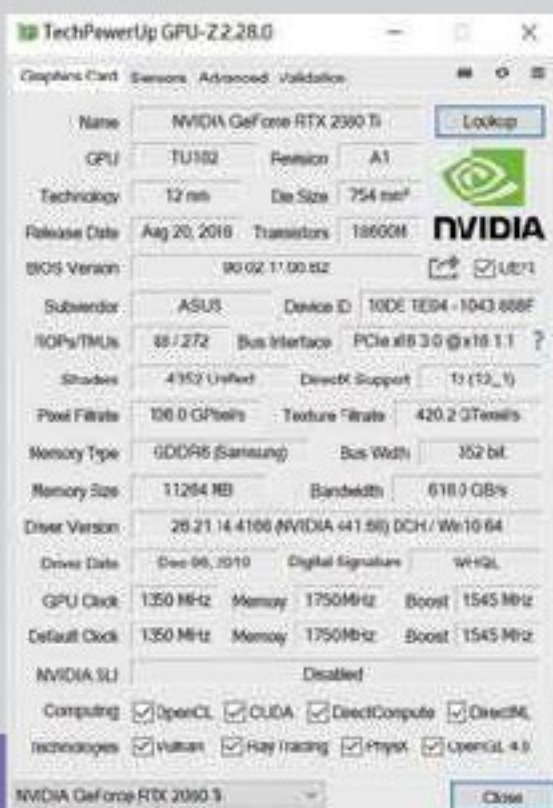 TechPowerUp GPU-Z 2.28.0
Graphics Card Sensors Advanced Validation
Name NVIDIA GeForce RTX 2080 Ti Lookup
GPU TU102 Revision A1
Technology 12 nm Die Size 754 mm²
NVIDIA
Release Date Aug 20, 2018 Transistors 18600M
BIOS Version UEFI
Subvendor ASUS Device ID 10DE 1E04 - 1043 866F
ROPs/TMUs 88 / 272 Bus Interface PCIe x16 3.0 @ x16 1.1 ?
Shaders 4352 Unified DirectX Support 12 (12_1)
Pixel Fillrate 136.0 GPixel/s Texture Fillrate 420.2 GTexel/s
Memory Type GDDR6 (Samsung) Bus Width 352 bit
Memory Size 11264 MB Bandwidth 616.0 GB/s
Driver Version 26.21.14.4166 (NVIDIA 441.66) DCH / Win10 64
Driver Date Dec 06, 2019 Digital Signature WHQL
GPU Clock 1350 MHz Memory 1750 MHz Boost 1545 MHz
Default Clock 1350 MHz Memory 1750 MHz Boost 1545 MHz
NVIDIA SLI Disabled
Computing OpenCL CUDA DirectCompute DirectML
Technologies Vulkan Ray Tracing PhysX OpenGL 4.6
NVIDIA GeForce RTX 2080 Ti Close